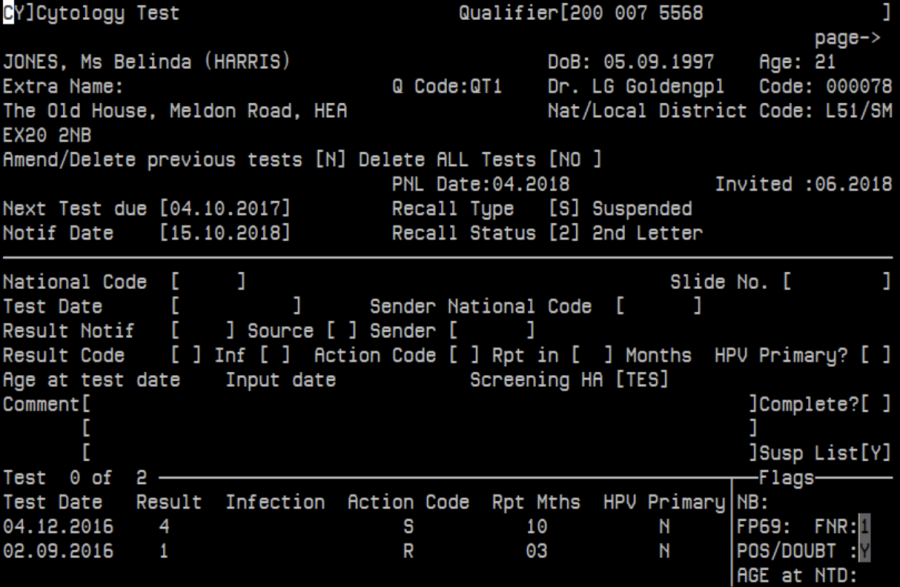 CY]Cytology Test Qualifier[200 007 5568 ]
page->
JONES, Ms Belinda (HARRIS) DoB: 05.09.1997 Age: 21
Extra Name: Q Code:QT1 Dr. LG Goldengpl Code: 000078
The Old House, Meldon Road, HEA Nat/Local District Code: L51/SM
EX20 2NB
Amend/Delete previous tests [N] Delete ALL Tests [NO ]
PNL Date:04.2018 Invited :06.2018
Next Test due [04.10.2017] Recall Type [S] Suspended
Notif Date [15.10.2018] Recall Status [2] 2nd Letter
National Code [ ] Slide No. [ ]
Test Date [ ] Sender National Code [ ]
Result Notif [ ] Source [ ] Sender [ ]
Result Code [ ] Inf [ ] Action Code [ ] Rpt in [ ] Months HPV Primary? [ ]
Age at test date Input date Screening HA [TES]
Comment[ ]Complete?[ ]
[ ]
[ ]Susp List[Y]
Test 0 of 2 Flags
Test Date Result Infection Action Code Rpt Mths HPV Primary NB:
04.12.2016 4 S 10 N FP69: FNR:1
02.09.2016 1 R 03 N POS/DOUBT :Y
AGE at NTD: